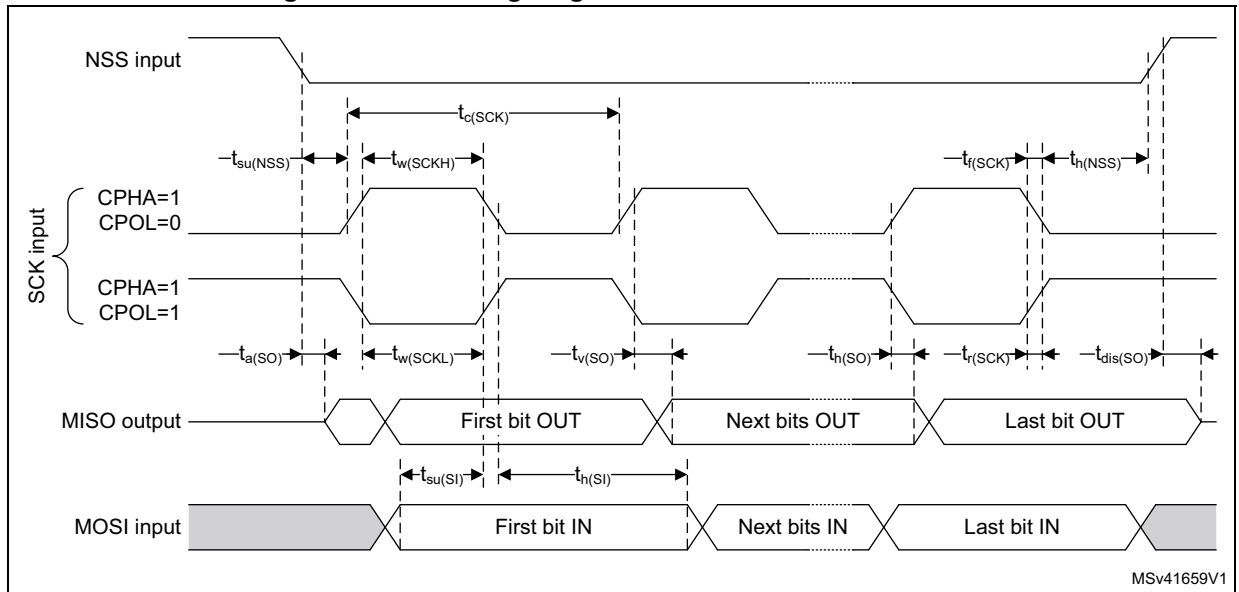 NSS input
tc(SCK)
tsu(NSS) tw(SCKH) tf(SCK) th(NSS)
SCK input
CPHA=1
CPOL=0
CPHA=1
CPOL=1
ta(SO) tw(SCKL) tv(SO) th(SO) tr(SCK) tdis(SO)
MISO output First bit OUT Next bits OUT Last bit OUT
tsu(SI) th(SI)
MOSI input First bit IN Next bits IN Last bit IN
MSv41659V1